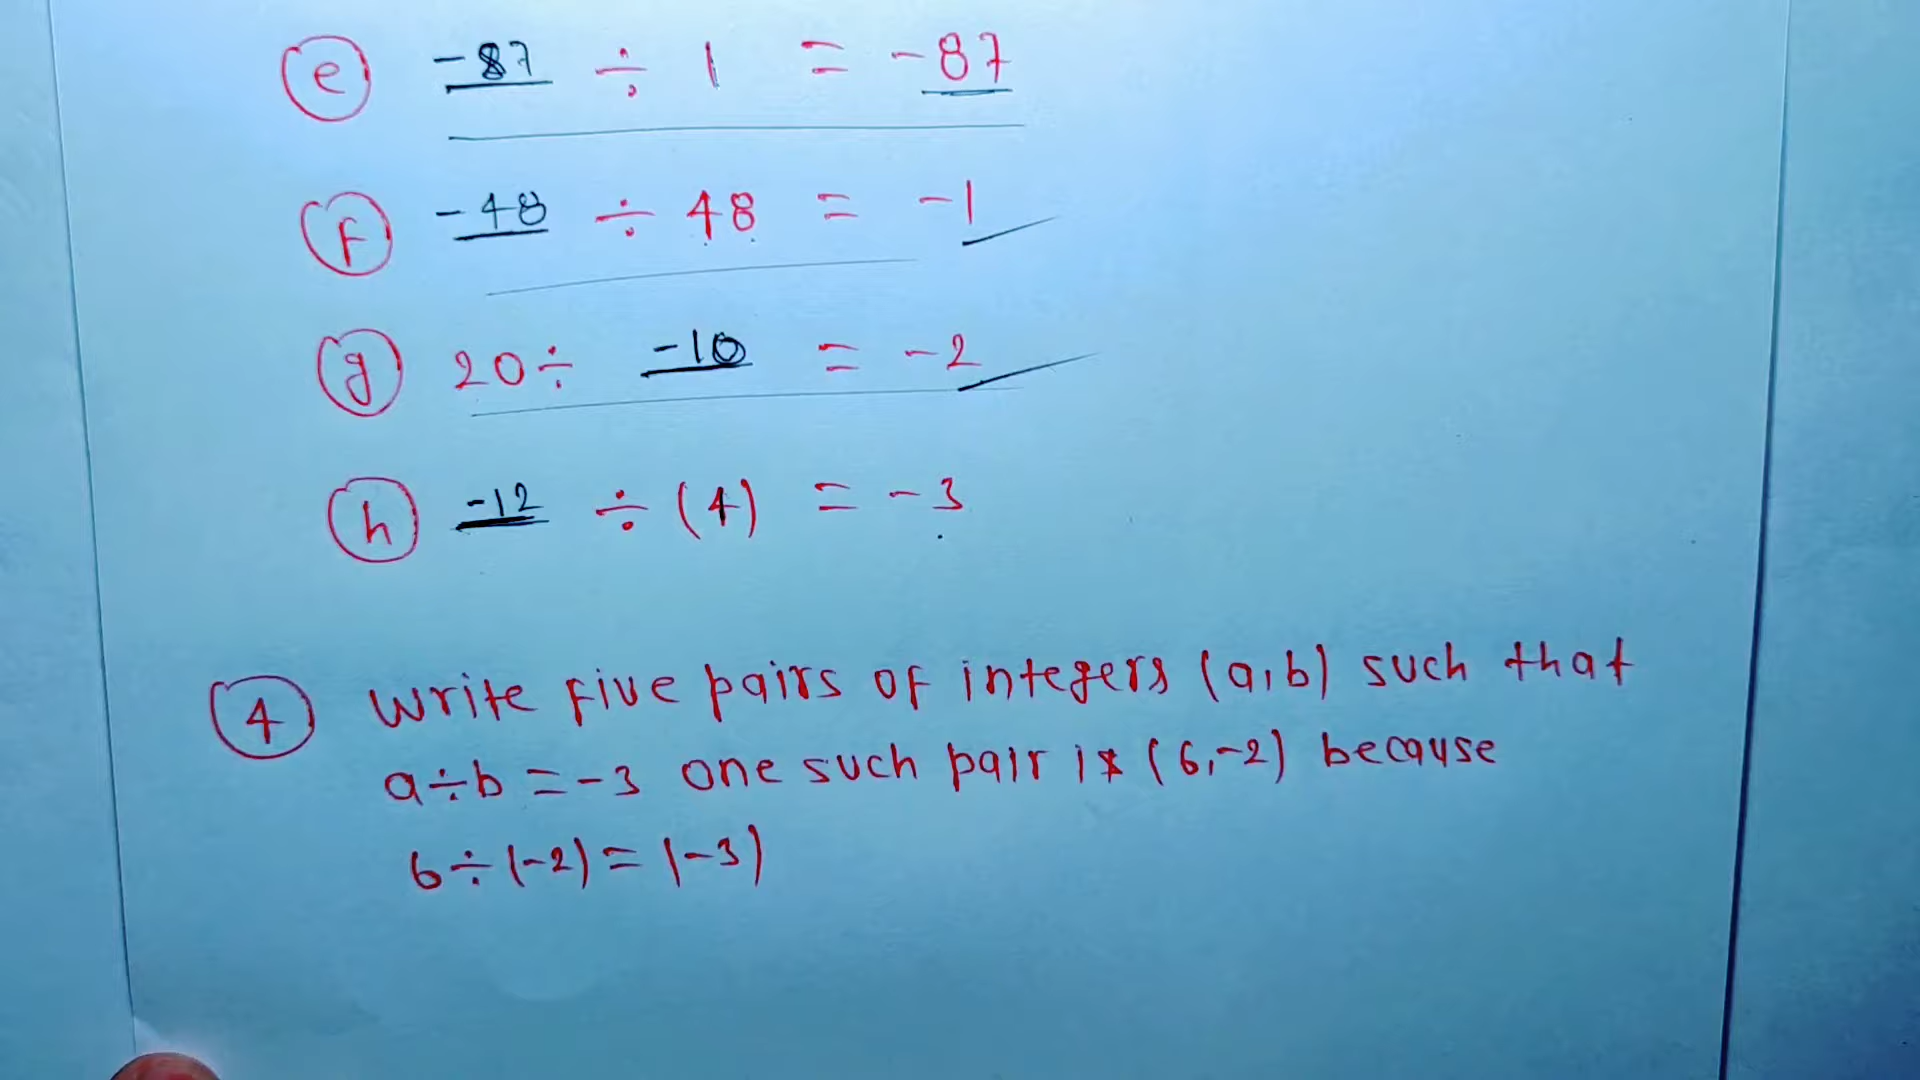 e -87 ÷ 1 = -87
f -48 ÷ 48 = -1
g 20÷ -10 = -2
h -12 ÷ (4) = -3
4 Write five pairs of integers (a,b) such that
a÷b = -3 one such pair is (6,-2) because
6÷(-2) = (-3)